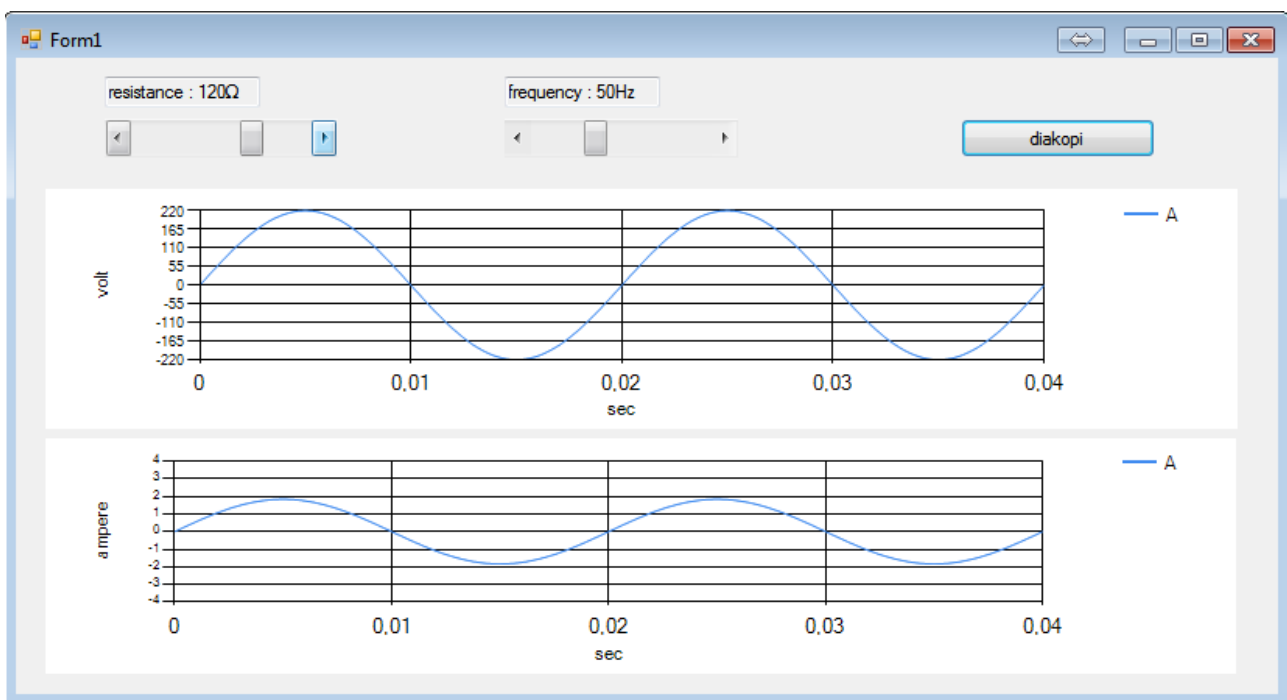 Form1
resistance : 120Ω
frequency : 50Hz
diakopi
220
165
110
55
0
-55
-110
-165
-220
volt
0
0,01
0,02
0,03
0,04
sec
A
4
3
2
1
0
-1
-2
-3
-4
ampere
0
0,01
0,02
0,03
0,04
sec
A